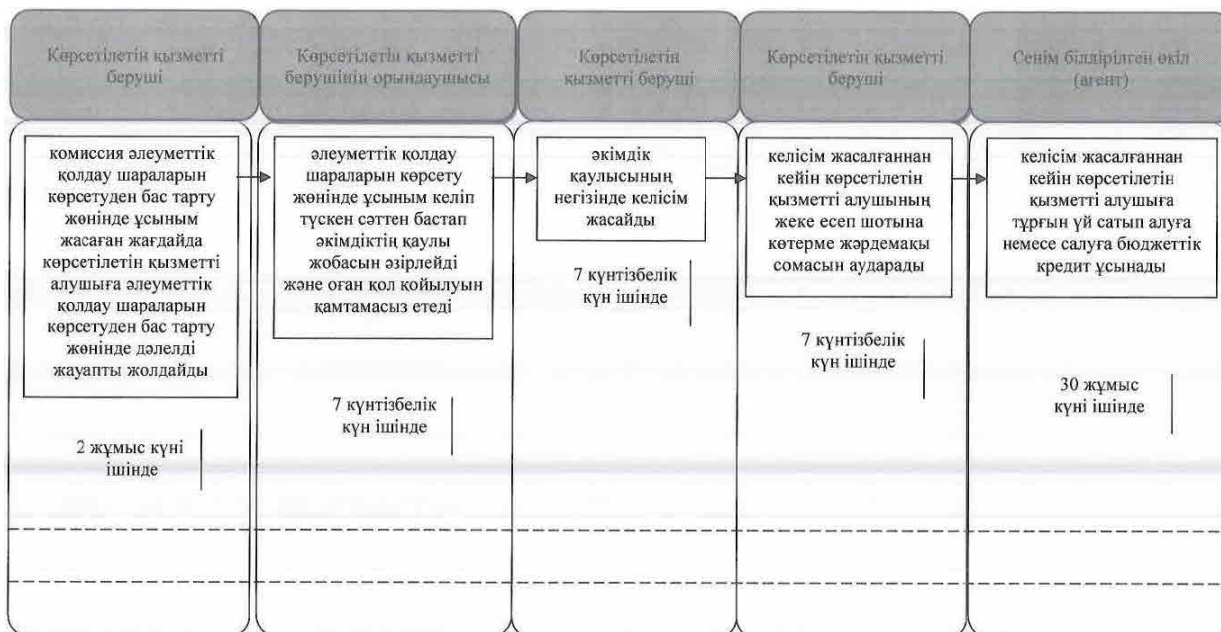 Көрсетілетін қызметті
беруші
Көрсетілетін қызметті
берушінің орындаушысы
Көрсетілетін
қызметті беруші
Көрсетілетін қызметті
беруші
Сенім білдірілген өкіл
(агент)
комиссия әлеуметтік
қолдау шараларын
көрсетуден бас тарту
жөнінде ұсыным
жасаған жағдайда
көрсетілетін қызметті
алушыға әлеуметтік
қолдау шараларын
көрсетуден бас тарту
жөнінде дәлелді
жауапты жолдайды
2 жұмыс күні
ішінде
әлеуметтік қолдау
шараларын көрсету
жөнінде ұсыным келіп
түскен сәттен бастап
әкімдіктің қаулы
жобасын әзірлейді
және оған қол қойылуын
қамтамасыз етеді
7 күнтізбелік
күн ішінде
әкімдік
қаулысының
негізінде келісім
жасайды
7 күнтізбелік
күн ішінде
келісім жасалғаннан
кейін көрсетілетін
қызметті алушының
жеке есеп шотына
көтерме жәрдемақы
сомасын аударады
7 күнтізбелік
күн ішінде
келісім жасалғаннан
кейін көрсетілетін
қызметті алушыға
тұрғын үй сатып алуға
немесе салуға бюджеттік
кредит ұсынады
30 жұмыс
күні ішінде